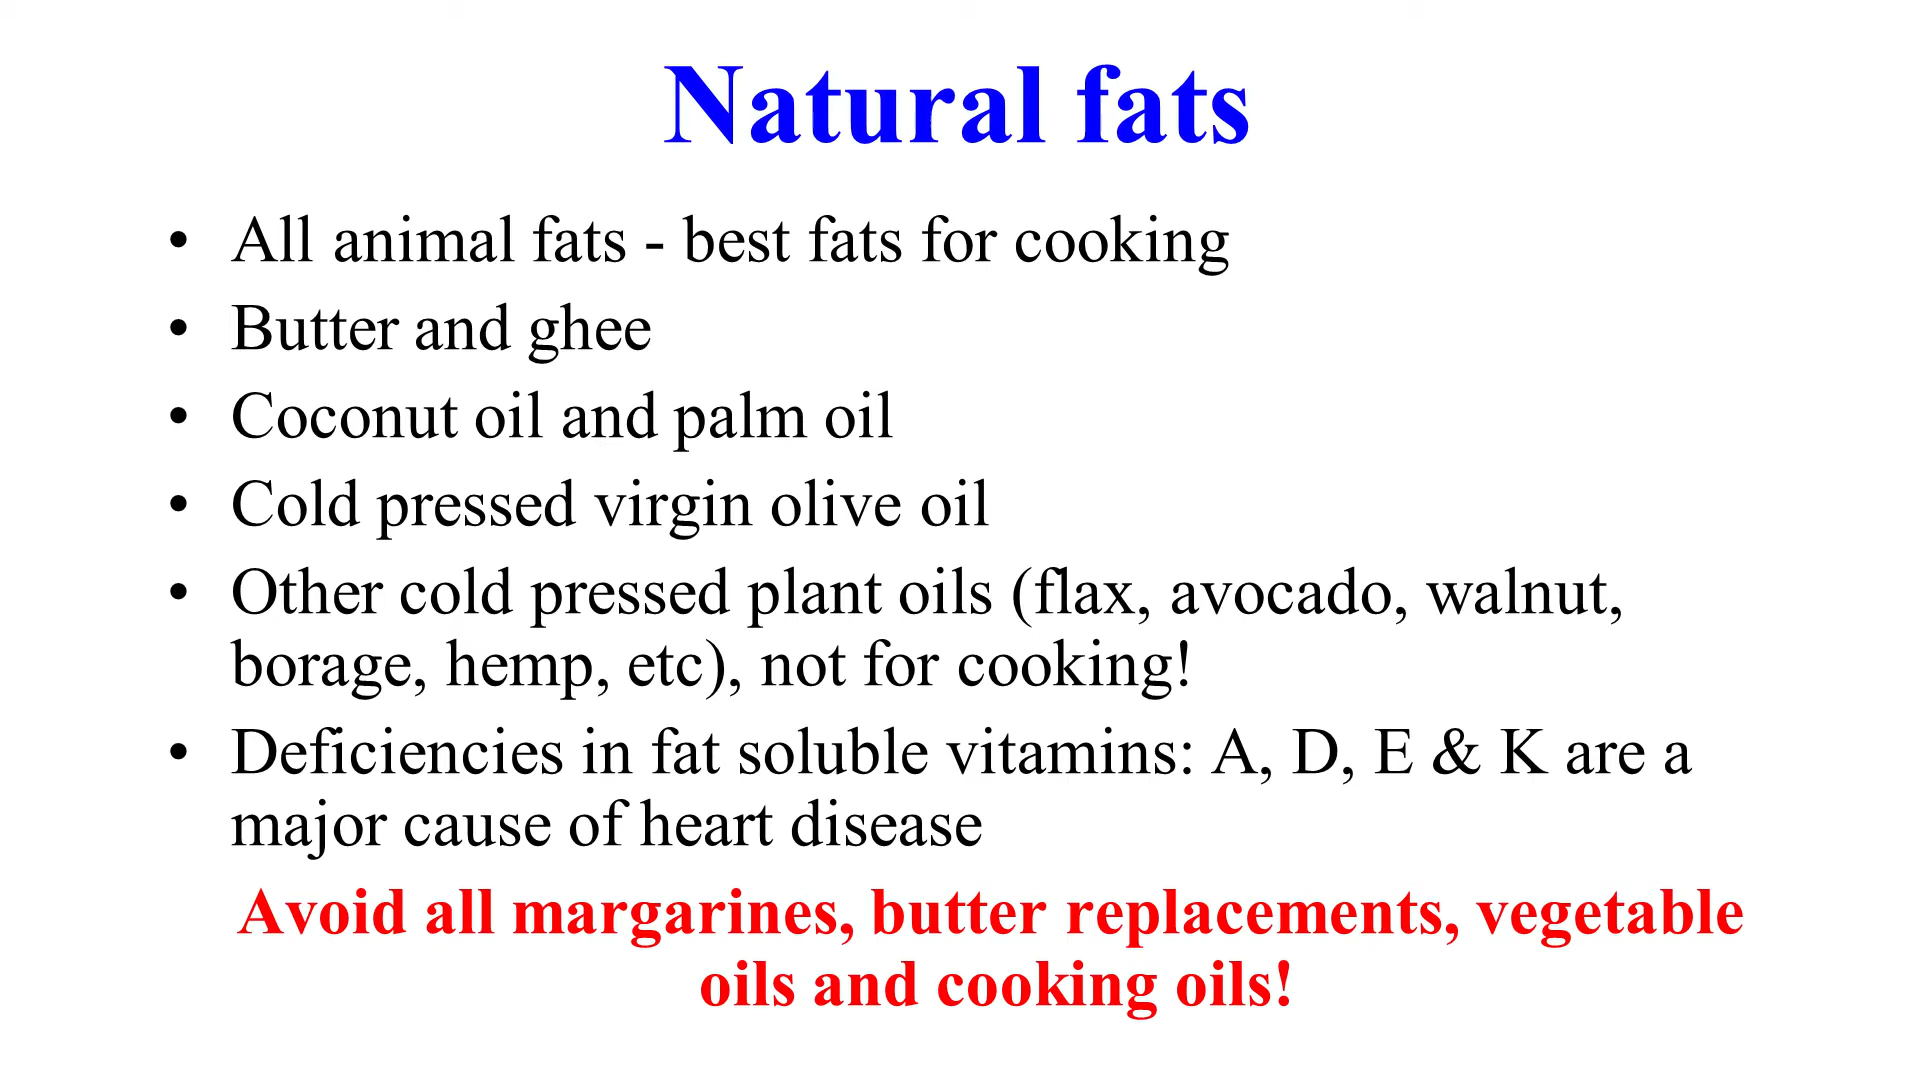 Natural fats
• All animal fats - best fats for cooking
• Butter and ghee
• Coconut oil and palm oil
• Cold pressed virgin olive oil
• Other cold pressed plant oils (flax, avocado, walnut,
borage, hemp, etc), not for cooking!
• Deficiencies in fat soluble vitamins: A, D, E & K are a
major cause of heart disease
Avoid all margarines, butter replacements, vegetable
oils and cooking oils!